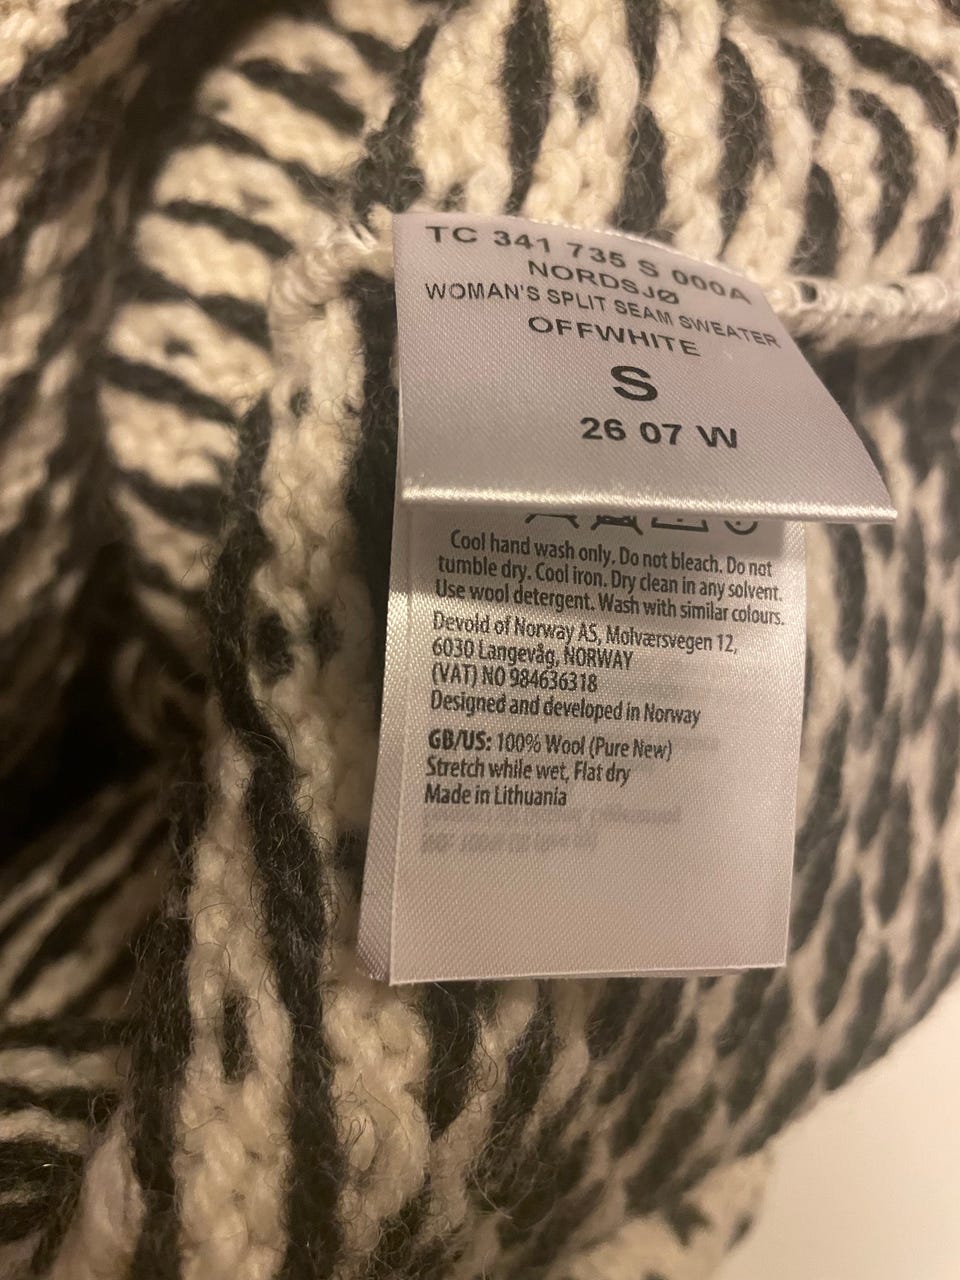 TC 341 735 S 000A
NORDSJØ
WOMAN'S SPLIT SEAM SWEATER
OFFWHITE
S
26 07 W
Cool hand wash only. Do not bleach. Do not
tumble dry. Cool iron. Dry clean in any solvent.
Use wool detergent. Wash with similar colours.
Devold of Norway AS, Molværsvegen 12,
6030 Langevåg, NORWAY
(VAT) NO 984636318
Designed and developed in Norway
GB/US: 100% Wool (Pure New)
Stretch while wet, Flat dry
Made in Lithuania